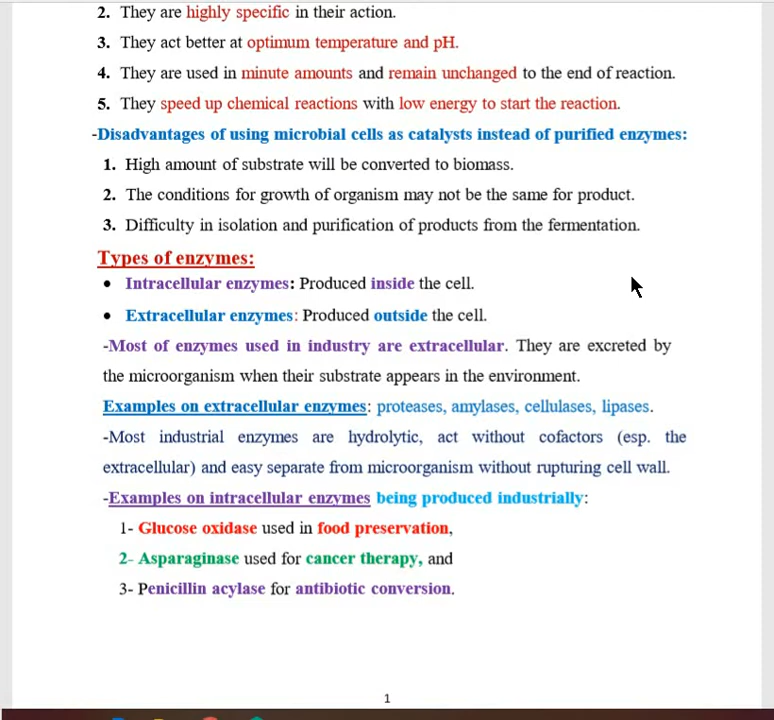 2. They are highly specific in their action.
3. They act better at optimum temperature and pH.
4. They are used in minute amounts and remain unchanged to the end of reaction.
5. They speed up chemical reactions with low energy to start the reaction.
-Disadvantages of using microbial cells as catalysts instead of purified enzymes:
1. High amount of substrate will be converted to biomass.
2. The conditions for growth of organism may not be the same for product.
3. Difficulty in isolation and purification of products from the fermentation.
Types of enzymes:
• Intracellular enzymes: Produced inside the cell.
• Extracellular enzymes: Produced outside the cell.
-Most of enzymes used in industry are extracellular. They are excreted by
the microorganism when their substrate appears in the environment.
Examples on extracellular enzymes: proteases, amylases, cellulases, lipases.
-Most industrial enzymes are hydrolytic, act without cofactors (esp. the
extracellular) and easy separate from microorganism without rupturing cell wall.
-Examples on intracellular enzymes being produced industrially:
1- Glucose oxidase used in food preservation,
2- Asparaginase used for cancer therapy, and
3- Penicillin acylase for antibiotic conversion.
1